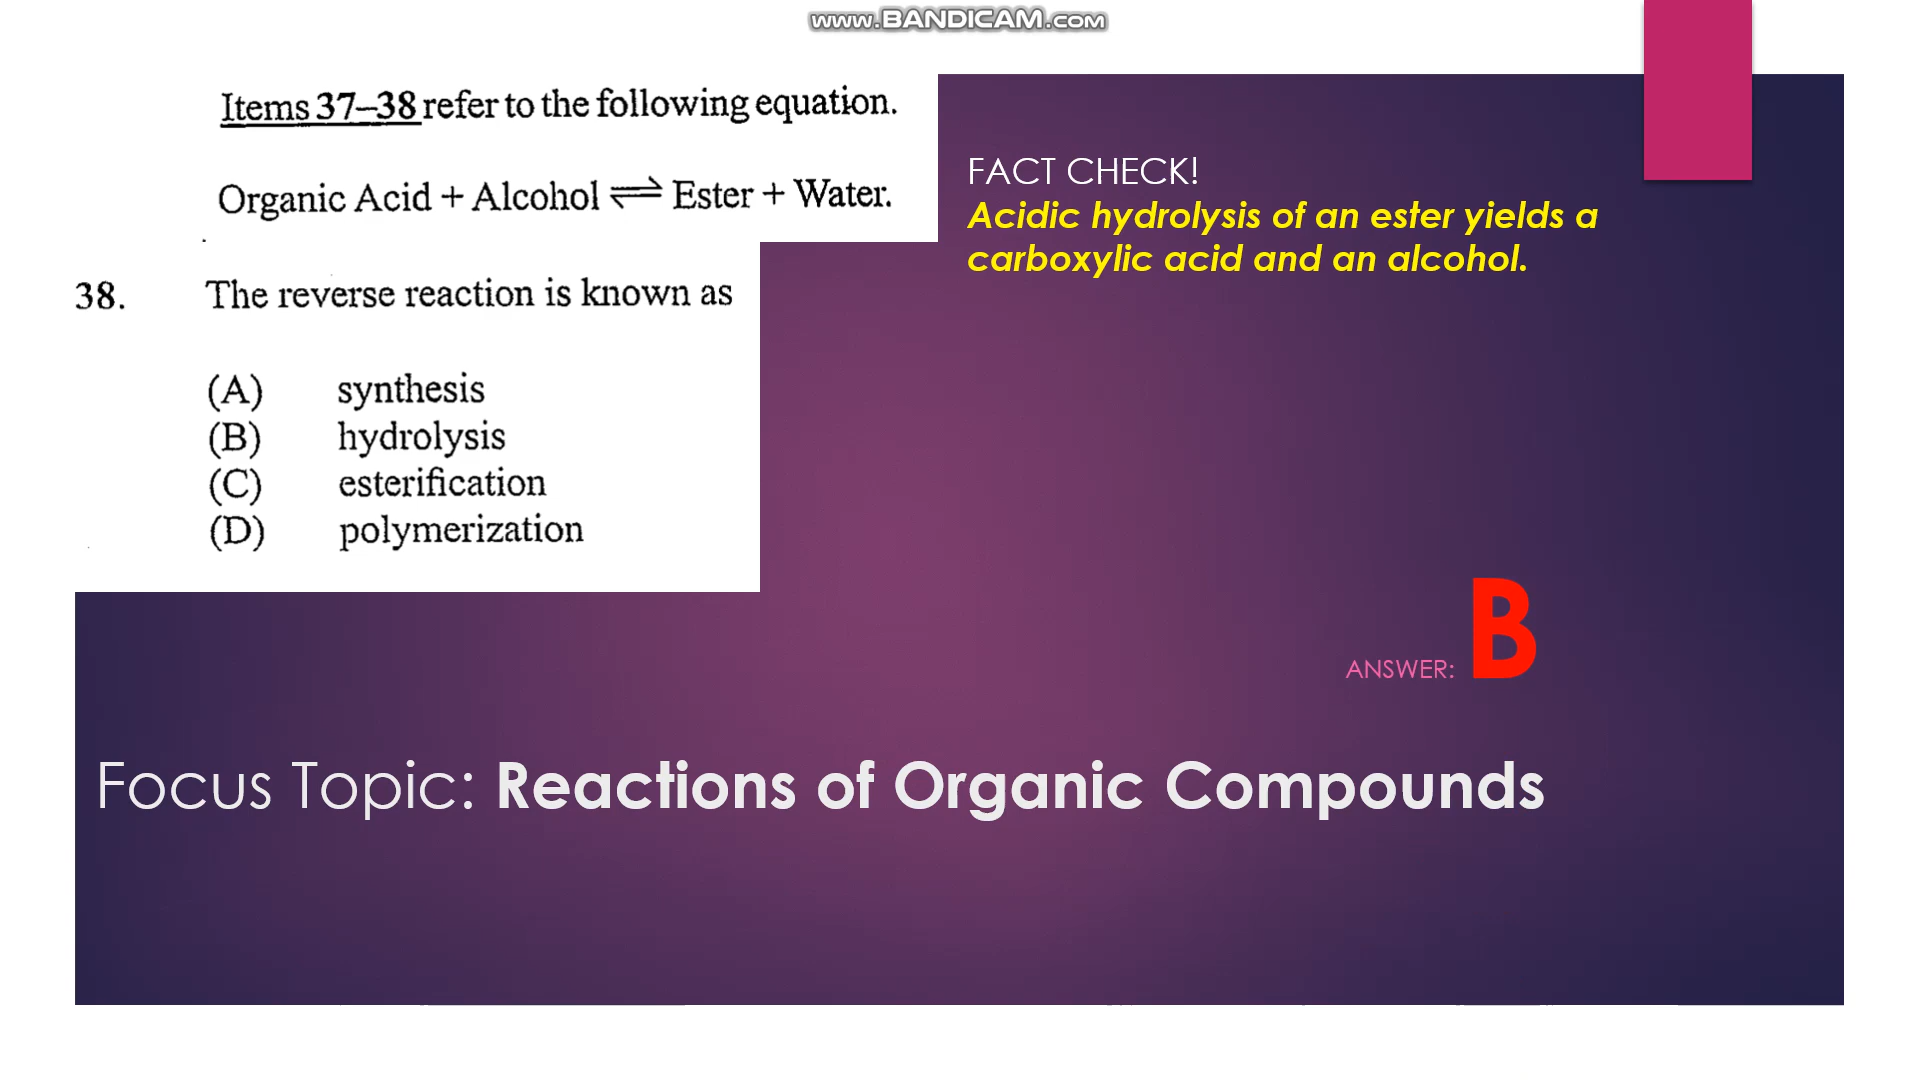 www.BANDICAM.com
Items 37–38 refer to the following equation.
Organic Acid + Alcohol ⇌ Ester + Water.
38. The reverse reaction is known as
(A) synthesis
(B) hydrolysis
(C) esterification
(D) polymerization
FACT CHECK!
Acidic hydrolysis of an ester yields a
carboxylic acid and an alcohol.
ANSWER: B
Focus Topic: Reactions of Organic Compounds